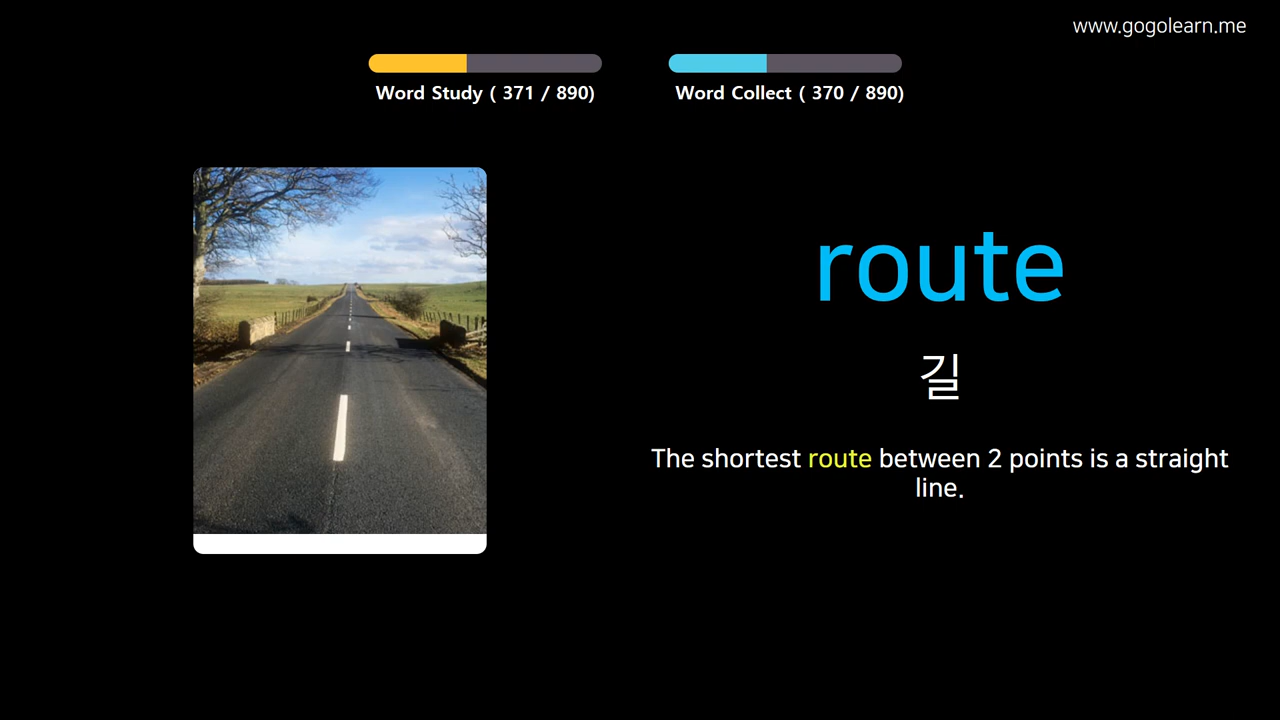 www.gogolearn.me
Word Study ( 371 / 890)
Word Collect ( 370 / 890)
route
길
The shortest route between 2 points is a straight
line.